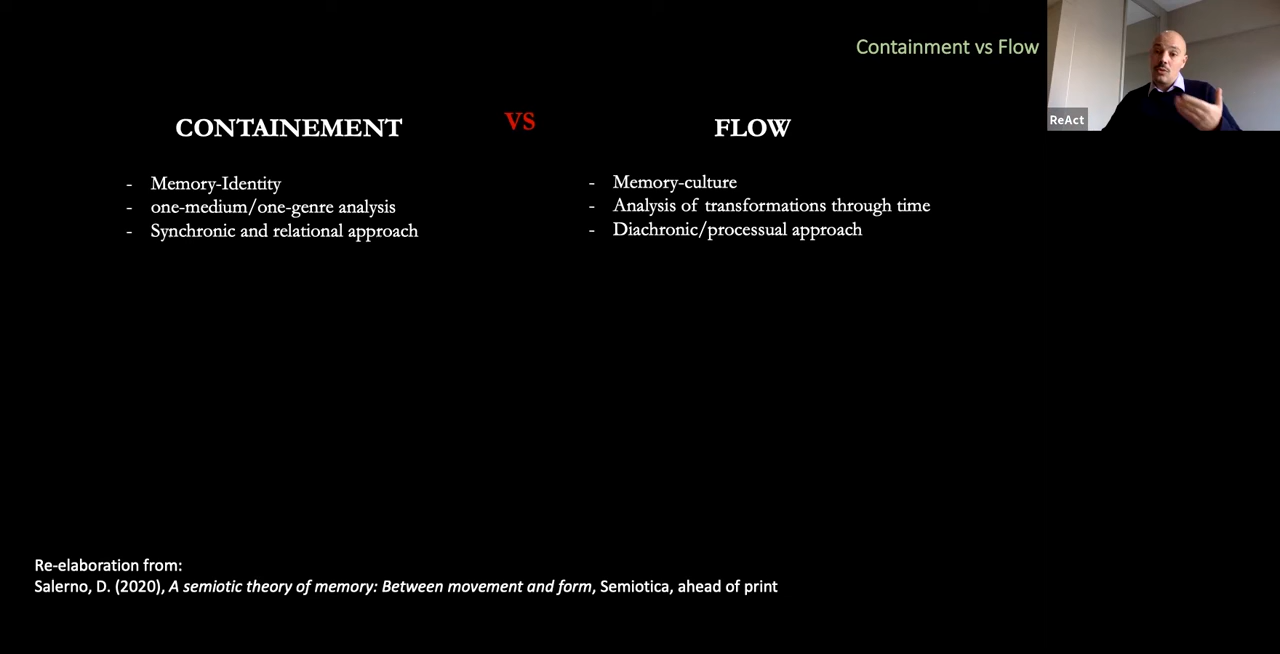 Containment vs Flow
ReAct
CONTAINEMENT VS FLOW
- Memory-Identity
- one-medium/one-genre analysis
- Synchronic and relational approach
- Memory-culture
- Analysis of transformations through time
- Diachronic/processual approach
Re-elaboration from:
Salerno, D. (2020), A semiotic theory of memory: Between movement and form, Semiotica, ahead of print